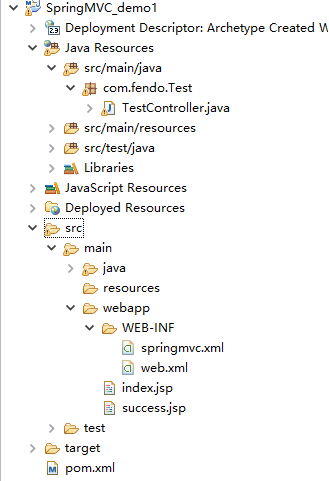 SpringMVC_demo1
Deployment Descriptor: Archetype Created W
Java Resources
src/main/java
com.fendo.Test
TestController.java
src/main/resources
src/test/java
Libraries
JavaScript Resources
Deployed Resources
src
main
java
resources
webapp
WEB-INF
springmvc.xml
web.xml
index.jsp
success.jsp
test
target
pom.xml